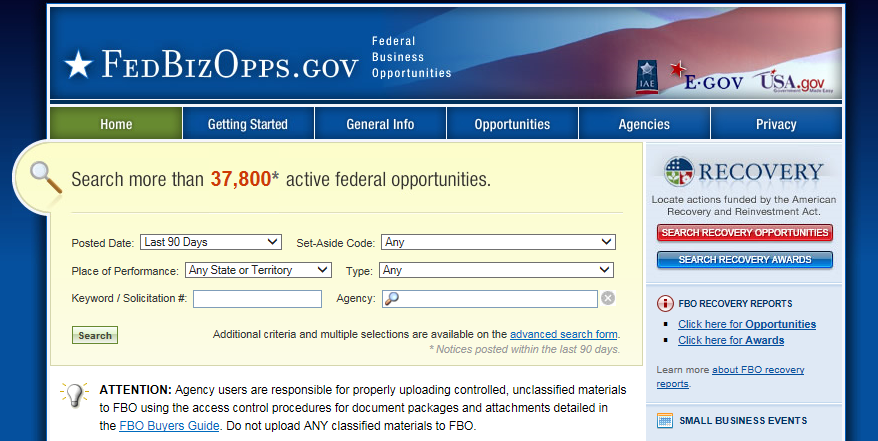 FedBizOpps.gov
Federal
Business
Opportunities
IAE
E-Gov
USA.gov
Government Made Easy
Home
Getting Started
General Info
Opportunities
Agencies
Privacy
Search more than 37,800* active federal opportunities.
Posted Date: Last 90 Days
Set-Aside Code: Any
Place of Performance: Any State or Territory
Type: Any
Keyword / Solicitation #:
Agency:
Search
Additional criteria and multiple selections are available on the advanced search form.
* Notices posted within the last 90 days.
ATTENTION: Agency users are responsible for properly uploading controlled, unclassified materials
to FBO using the access control procedures for document packages and attachments detailed in
the FBO Buyers Guide. Do not upload ANY classified materials to FBO.
RECOVERY
Locate actions funded by the American
Recovery and Reinvestment Act.
SEARCH RECOVERY OPPORTUNITIES
SEARCH RECOVERY AWARDS
FBO RECOVERY REPORTS
Click here for Opportunities
Click here for Awards
Learn more about FBO recovery
reports.
SMALL BUSINESS EVENTS